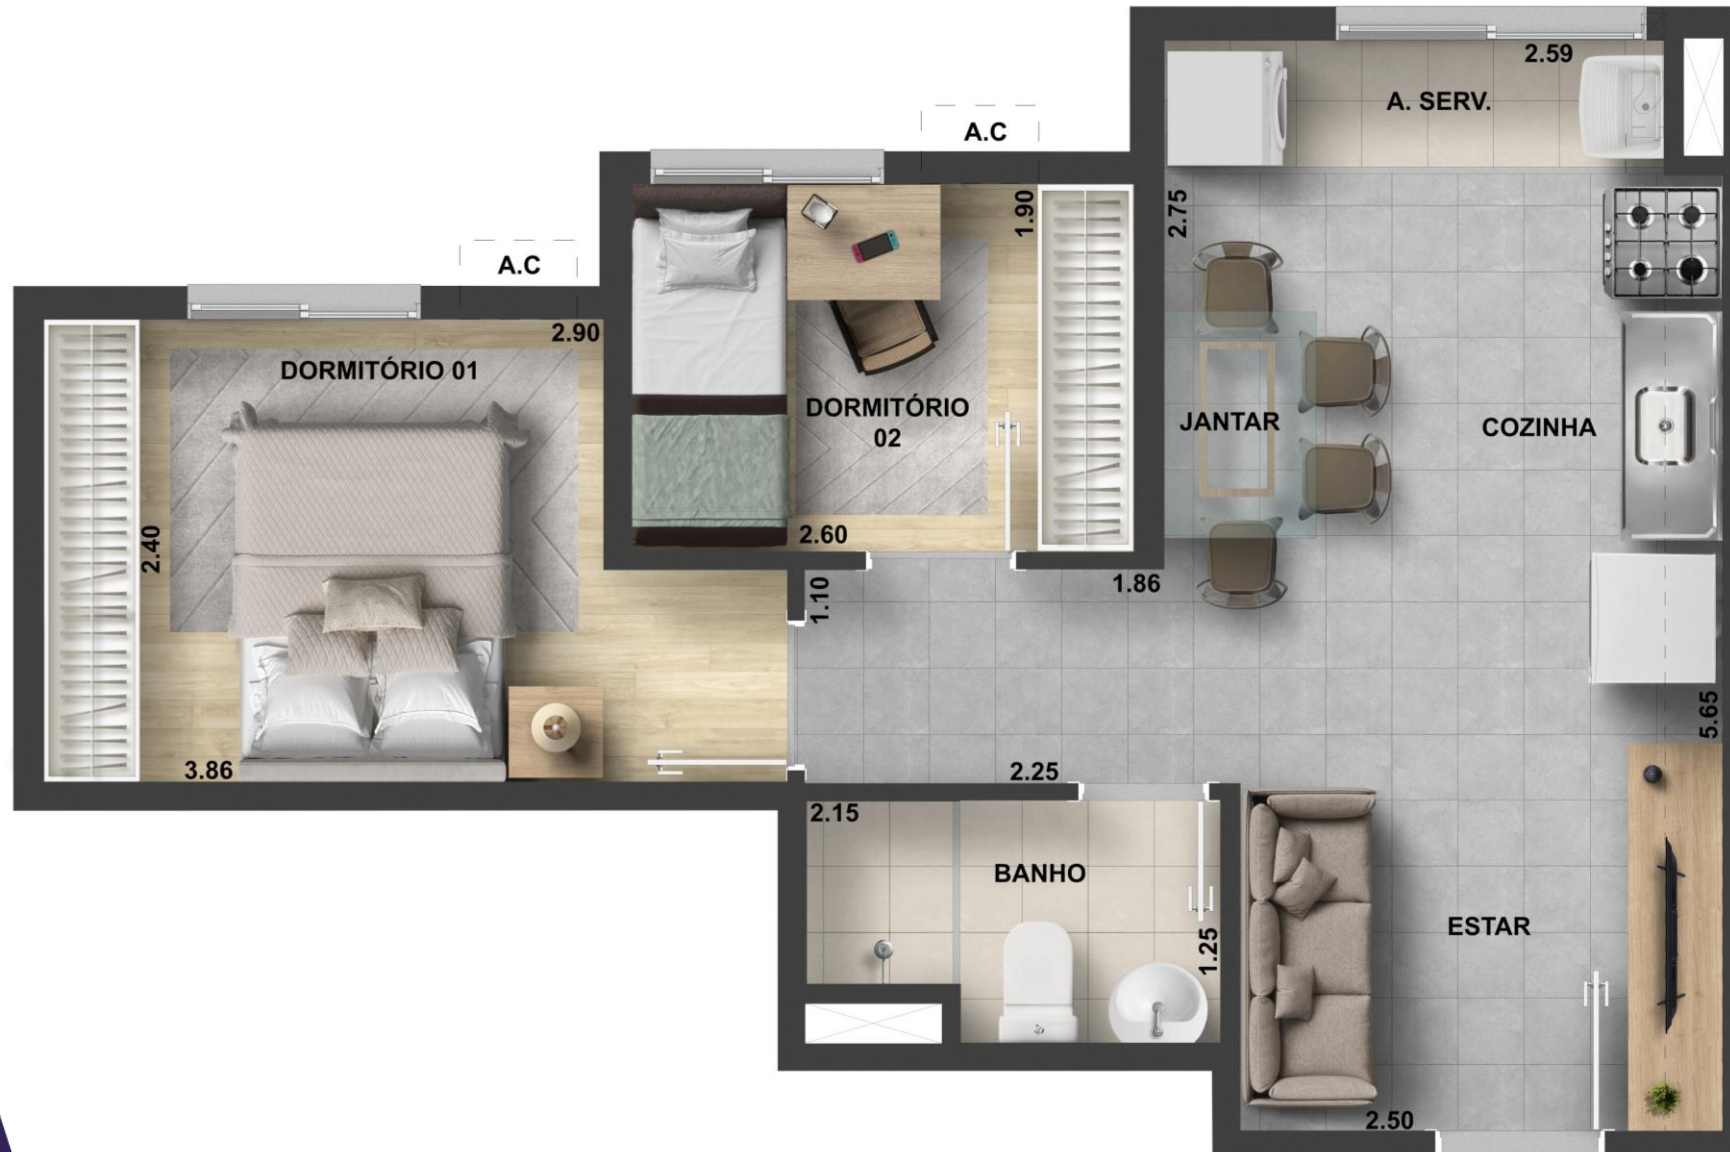 2.59
A. SERV.
A.C
1.90
2.75
A.C
2.90
DORMITÓRIO 01
DORMITÓRIO
02
JANTAR
COZINHA
2.40
2.60
1.10
1.86
5.65
3.86
2.25
2.15
BANHO
1.25
ESTAR
2.50